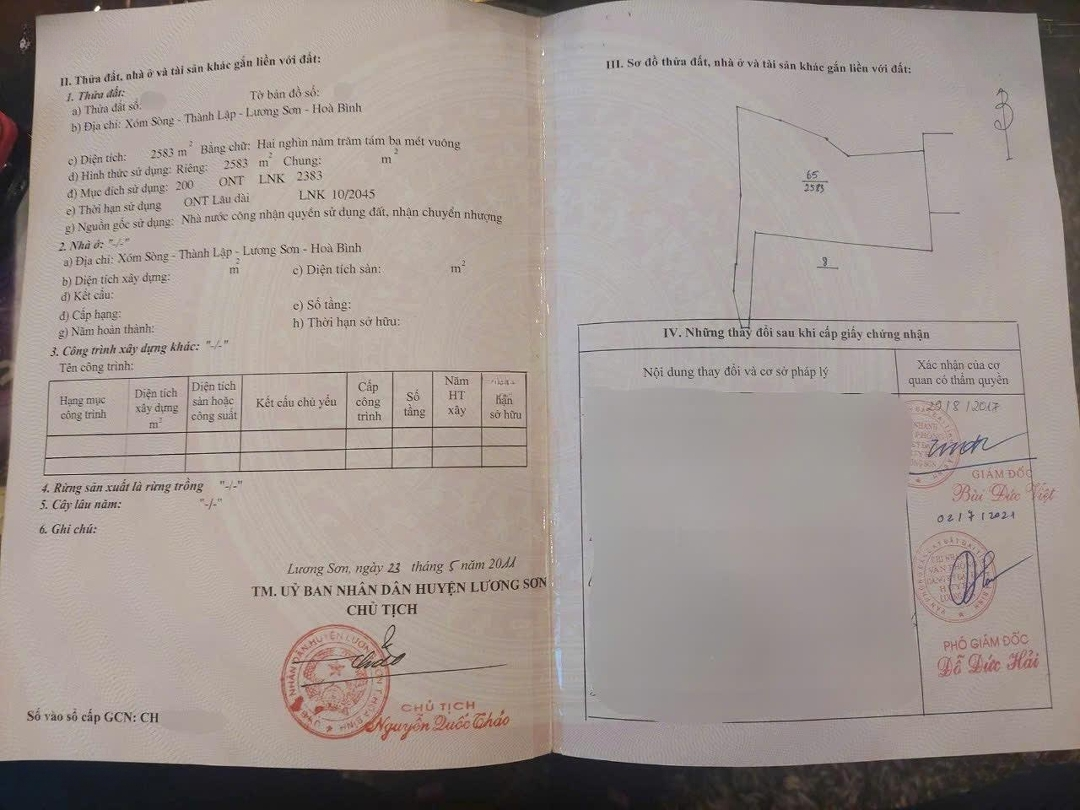 II. Thửa đất, nhà ở và tài sản khác gắn liền với đất:
1. Thửa đất:
a) Thửa đất số: Tờ bản đồ số:
b) Địa chỉ: Xóm Sòng - Thành Lập - Lương Sơn - Hoà Bình
c) Diện tích: 2583 m² Bằng chữ: Hai nghìn năm trăm tám ba mét vuông
d) Hình thức sử dụng: Riêng: 2583 m² Chung: m²
đ) Mục đích sử dụng: 200 ONT LNK 2383
e) Thời hạn sử dụng ONT Lâu dài LNK 10/2045
g) Nguồn gốc sử dụng: Nhà nước công nhận quyền sử dụng đất, nhận chuyển nhượng
2. Nhà ở: "-/-"
a) Địa chỉ: Xóm Sòng - Thành Lập - Lương Sơn - Hoà Bình
b) Diện tích xây dựng: m² c) Diện tích sàn: m²
d) Kết cấu: e) Số tầng:
đ) Cấp hạng: h) Thời hạn sở hữu:
g) Năm hoàn thành:
3. Công trình xây dựng khác: "-/-"
Tên công trình:
Hạng mục công trình
Diện tích xây dựng m²
Diện tích sàn hoặc công suất
Kết cấu chủ yếu
Cấp công trình
Số tầng
Năm HT xây
hạn sở hữu
4. Rừng sản xuất là rừng trồng "-/-"
5. Cây lâu năm: "-/-"
6. Ghi chú:
Lương Sơn, ngày 23 tháng 5 năm 2011
TM. UỶ BAN NHÂN DÂN HUYỆN LƯƠNG SƠN
CHỦ TỊCH
CHỦ TỊCH
Nguyễn Quốc Thảo
Số vào sổ cấp GCN: CH
III. Sơ đồ thửa đất, nhà ở và tài sản khác gắn liền với đất:
65
2583
8
IV. Những thay đổi sau khi cấp giấy chứng nhận
Nội dung thay đổi và cơ sở pháp lý
Xác nhận của cơ
quan có thẩm quyền
29/8/2017
GIÁM ĐỐC
Bùi Đức Việt
02/7/2021
PHÓ GIÁM ĐỐC
Đỗ Đức Hải